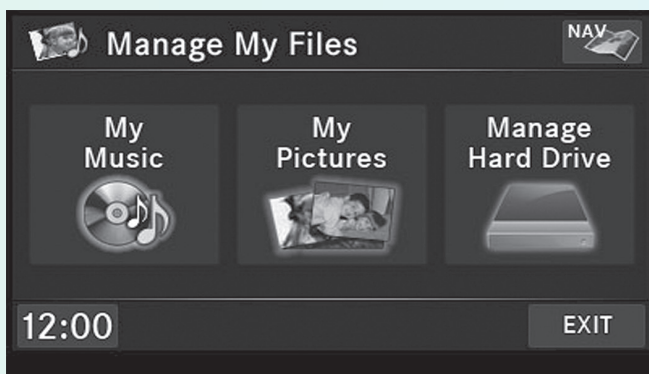 Manage My Files
NAV
My
Music
My
Pictures
Manage
Hard Drive
12:00
EXIT